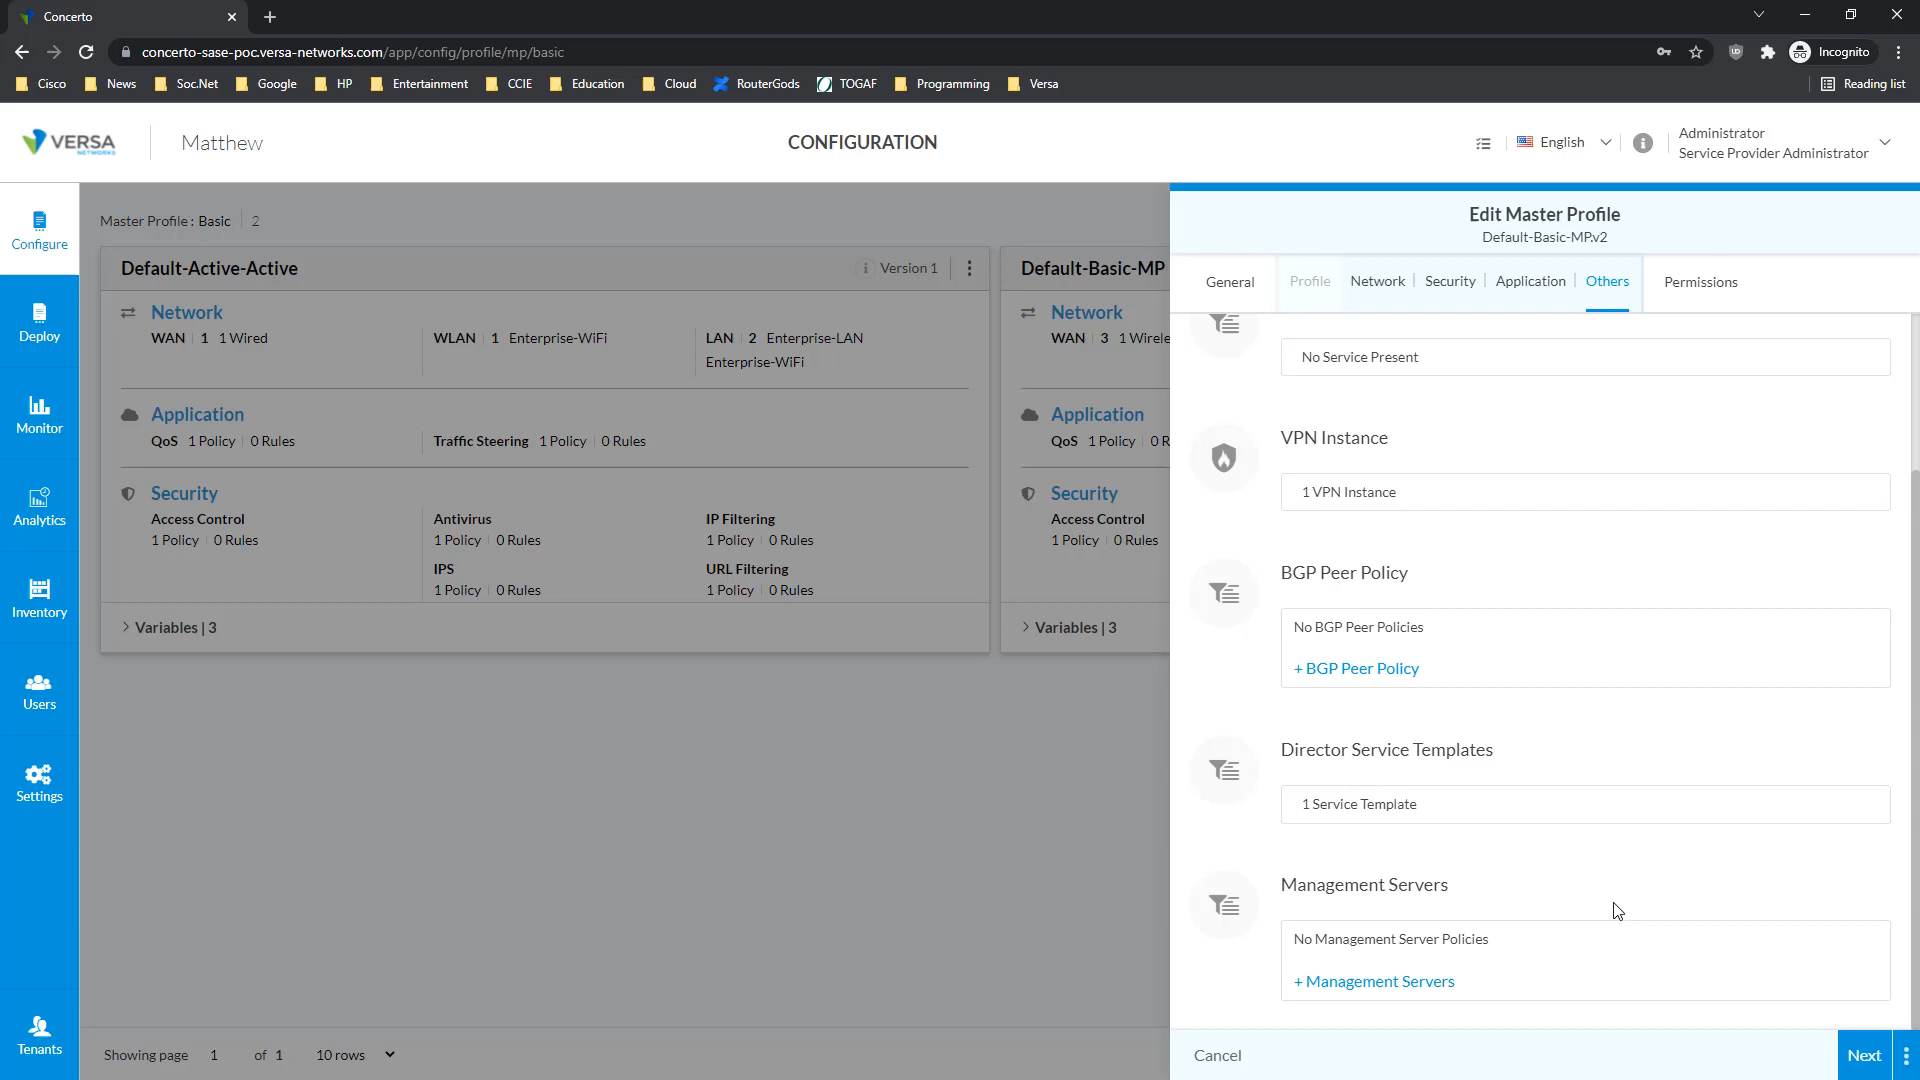 Concerto
concerto-sase-poc.versa-networks.com/app/config/profile/mp/basic
Incognito
Cisco
News
Soc.Net
Google
HP
Entertainment
CCIE
Education
Cloud
RouterGods
TOGAF
Programming
Versa
Reading list
VERSA
NETWORKS
Matthew
CONFIGURATION
English
Administrator
Service Provider Administrator
Configure
Deploy
Monitor
Analytics
Inventory
Users
Settings
Tenants
Master Profile : Basic 2
Default-Active-Active
Version 1
Network
WAN 1 1 Wired
WLAN 1 Enterprise-WiFi
LAN 2 Enterprise-LAN
Enterprise-WiFi
Application
QoS 1 Policy 0 Rules
Traffic Steering 1 Policy 0 Rules
Security
Access Control
1 Policy 0 Rules
Antivirus
1 Policy 0 Rules
IP Filtering
1 Policy 0 Rules
IPS
1 Policy 0 Rules
URL Filtering
1 Policy 0 Rules
Variables | 3
Default-Basic-MP
Network
WAN 3 1 Wirele
Application
QoS 1 Policy 0 R
Security
Access Control
1 Policy 0 Rules
Variables | 3
Showing page 1 of 1 10 rows
Edit Master Profile
Default-Basic-MP.v2
General
Profile
Network
Security
Application
Others
Permissions
No Service Present
VPN Instance
1 VPN Instance
BGP Peer Policy
No BGP Peer Policies
+ BGP Peer Policy
Director Service Templates
1 Service Template
Management Servers
No Management Server Policies
+ Management Servers
Cancel
Next